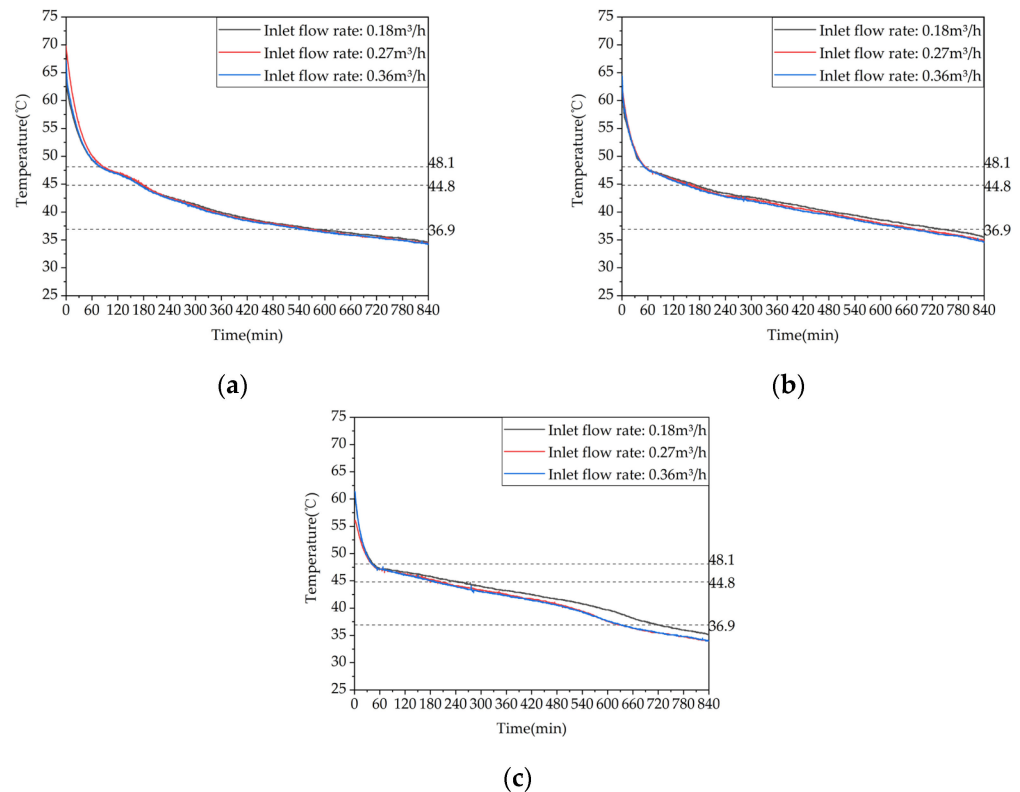 75
70
65
60
55
50
45
40
35
30
25
Temperature(℃)
Inlet flow rate: 0.18m³/h
Inlet flow rate: 0.27m³/h
Inlet flow rate: 0.36m³/h
48.1
44.8
36.9
0 60 120 180 240 300 360 420 480 540 600 660 720 780 840
Time(min)
(a)
75
70
65
60
55
50
45
40
35
30
25
Temperature(℃)
Inlet flow rate: 0.18m³/h
Inlet flow rate: 0.27m³/h
Inlet flow rate: 0.36m³/h
48.1
44.8
36.9
0 60 120 180 240 300 360 420 480 540 600 660 720 780 840
Time(min)
(b)
75
70
65
60
55
50
45
40
35
30
25
Temperature(℃)
Inlet flow rate: 0.18m³/h
Inlet flow rate: 0.27m³/h
Inlet flow rate: 0.36m³/h
48.1
44.8
36.9
0 60 120 180 240 300 360 420 480 540 600 660 720 780 840
Time(min)
(c)